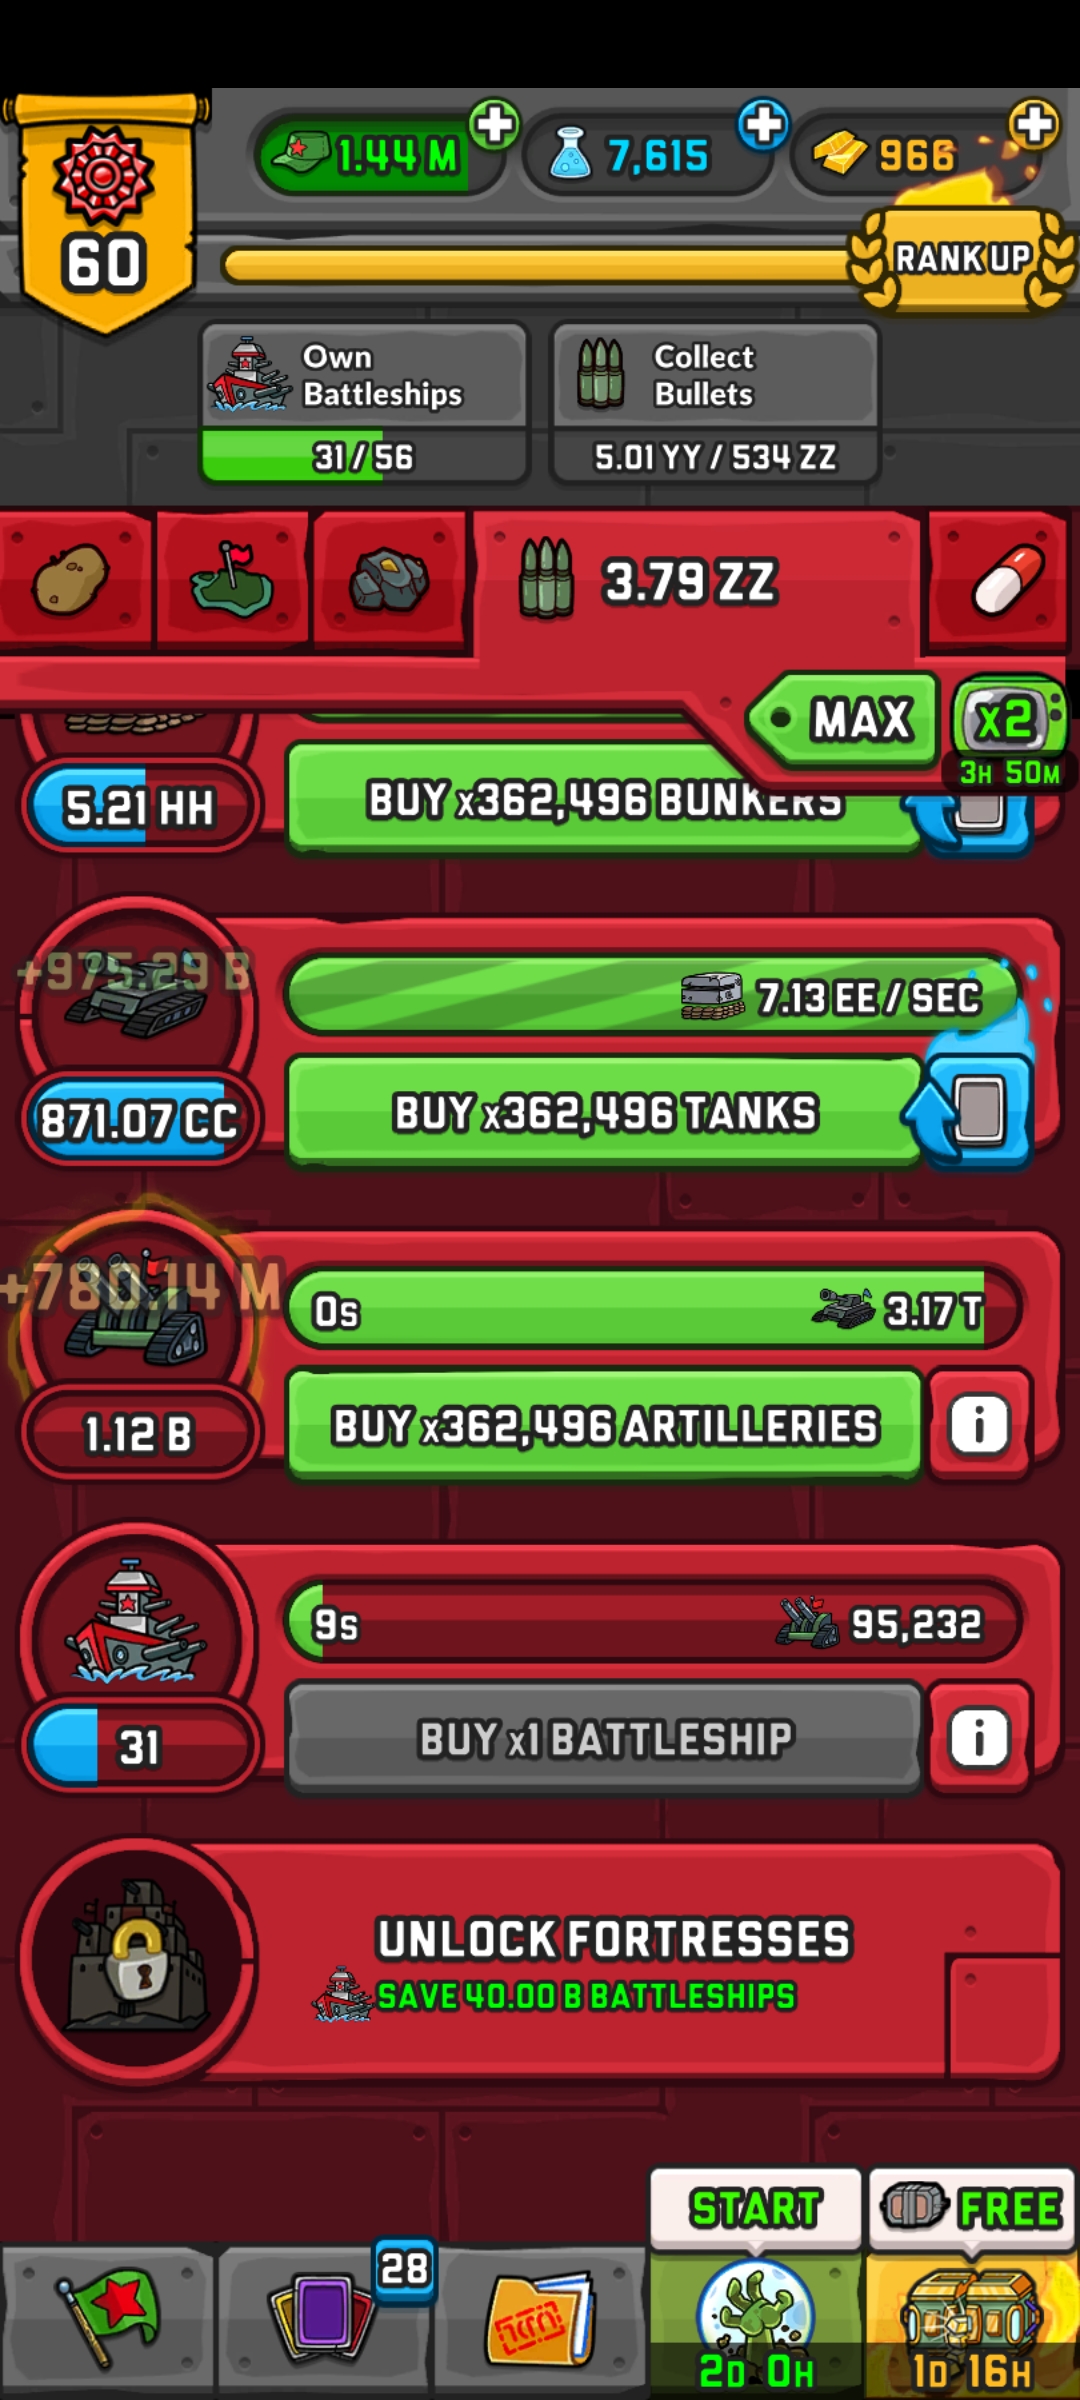 1.44 M
7,615
966
60
RANK UP
Own
Battleships
31 / 56
Collect
Bullets
5.01 YY / 534 ZZ
3.79 ZZ
MAX
x2
3H 50M
5.21 HH
BUY x362,496 BUNKERS
+975.29 B
7.13 EE / SEC
871.07 CC
BUY x362,496 TANKS
+780.14 M
0s
3.17 T
1.12 B
BUY x362,496 ARTILLERIES
i
9s
95,232
31
BUY x1 BATTLESHIP
i
UNLOCK FORTRESSES
SAVE 40.00 B BATTLESHIPS
START
FREE
28
2D 0H
1D 16H